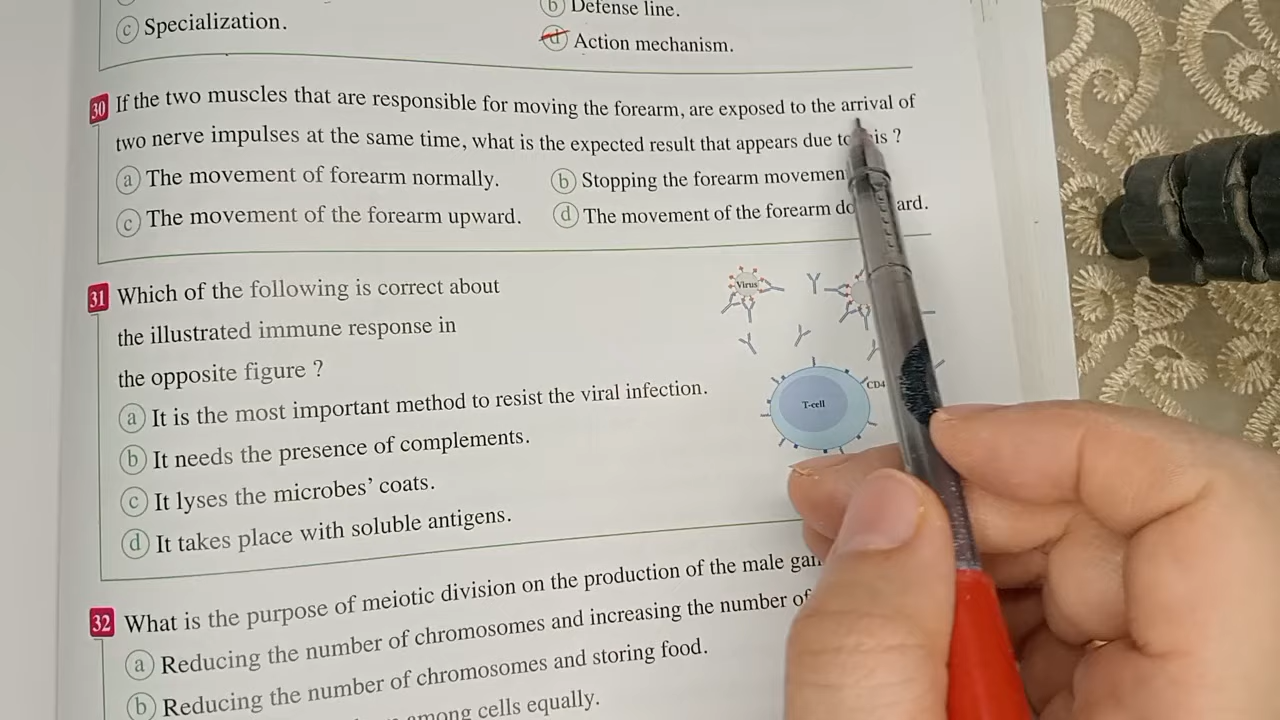 c Specialization.
b Defense line.
d Action mechanism.
30 If the two muscles that are responsible for moving the forearm, are exposed to the arrival of
two nerve impulses at the same time, what is the expected result that appears due to ?
a The movement of forearm normally.
b Stopping the forearm
c The movement of the forearm upward.
d The movement of the forearm
31 Which of the following is correct about
the illustrated immune response in
the opposite figure ?
Virus
CD4
T-cell
a It is the most important method to resist the viral infection.
b It needs the presence of complements.
c It lyses the microbes' coats.
d It takes place with soluble antigens.
32 What is the purpose of meiotic division on the production of the male
a Reducing the number of chromosomes and increasing the number of
b Reducing the number of chromosomes and storing food.
among cells equally.